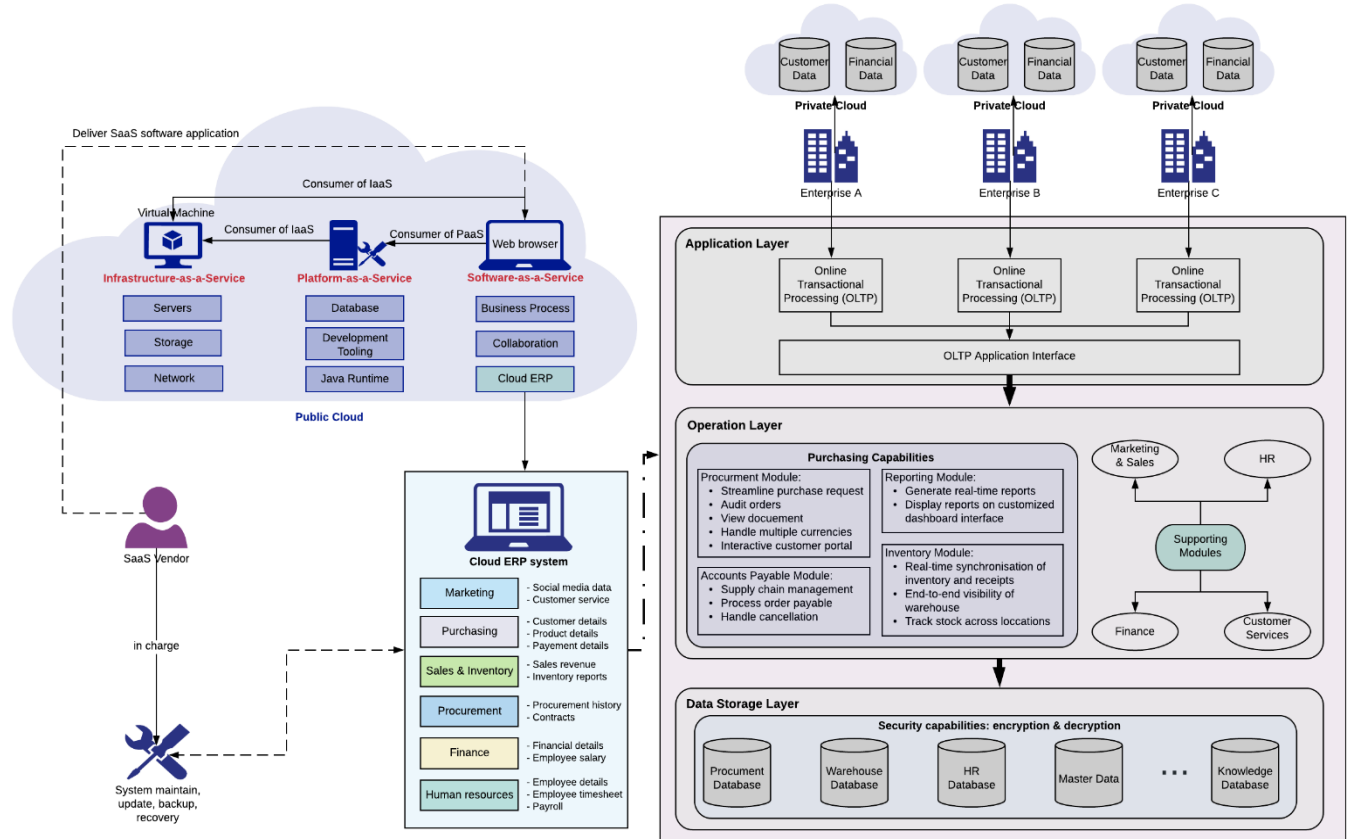 Deliver SaaS software application
Consumer of IaaS
Virtual Machine
Consumer of IaaS
Consumer of PaaS
Web browser
Infrastructure-as-a-Service
Platform-as-a-Service
Software-as-a-Service
Servers
Database
Business Process
Storage
Development
Tooling
Collaboration
Network
Java Runtime
Cloud ERP
Public Cloud
SaaS Vendor
in charge
System maintain,
update, backup,
recovery
Cloud ERP system
Marketing
- Social media data
- Customer service
Purchasing
- Customer details
- Product details
- Payement details
Sales & Inventory
- Sales revenue
- Inventory reports
Procurement
- Procurement history
- Contracts
Finance
- Financial details
- Employee salary
Human resources
- Employee details
- Employee timesheet
- Payroll
Customer
Data
Financial
Data
Private Cloud
Enterprise A
Customer
Data
Financial
Data
Private Cloud
Enterprise B
Customer
Data
Financial
Data
Private Cloud
Enterprise C
Application Layer
Online
Transactional
Processing (OLTP)
Online
Transactional
Processing (OLTP)
Online
Transactional
Processing (OLTP)
OLTP Application Interface
Operation Layer
Purchasing Capabilities
Procurment Module:
• Streamline purchase request
• Audit orders
• View docuement
• Handle multiple currencies
• Interactive customer portal
Accounts Payable Module:
• Supply chain management
• Process order payable
• Handle cancellation
Reporting Module:
• Generate real-time reports
• Display reports on customized
dashboard interface
Inventory Module:
• Real-time synchronisation of
inventory and receipts
• End-to-end visibility of
warehouse
• Track stock across loccations
Marketing
& Sales
HR
Supporting
Modules
Finance
Customer
Services
Data Storage Layer
Security capabilities: encryption & decryption
Procument
Database
Warehouse
Database
HR
Database
Master Data
...
Knowledge
Database